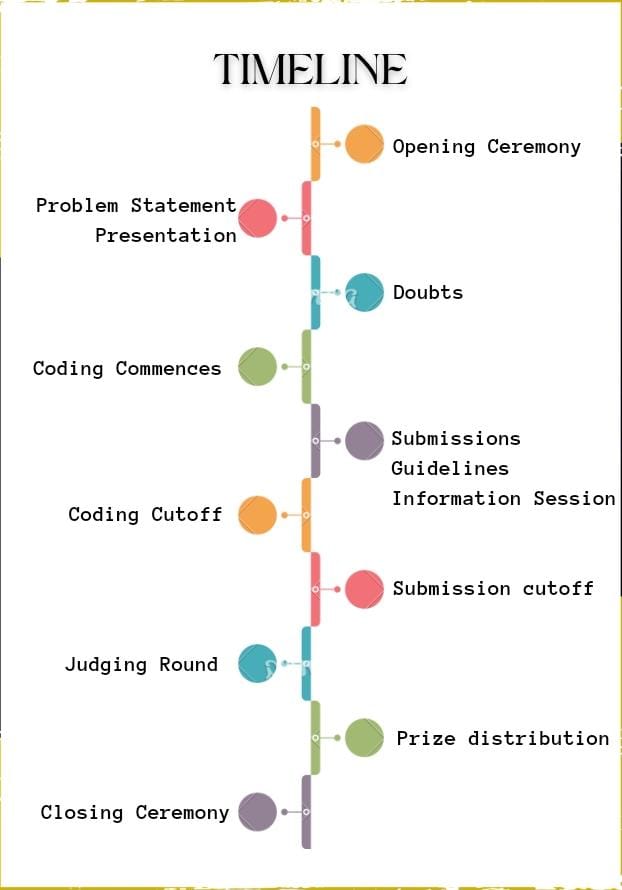 TIMELINE
Opening Ceremony
Problem Statement
Presentation
Doubts
Coding Commences
Submissions
Guidelines
Information Session
Coding Cutoff
Submission cutoff
Judging Round
Prize distribution
Closing Ceremony